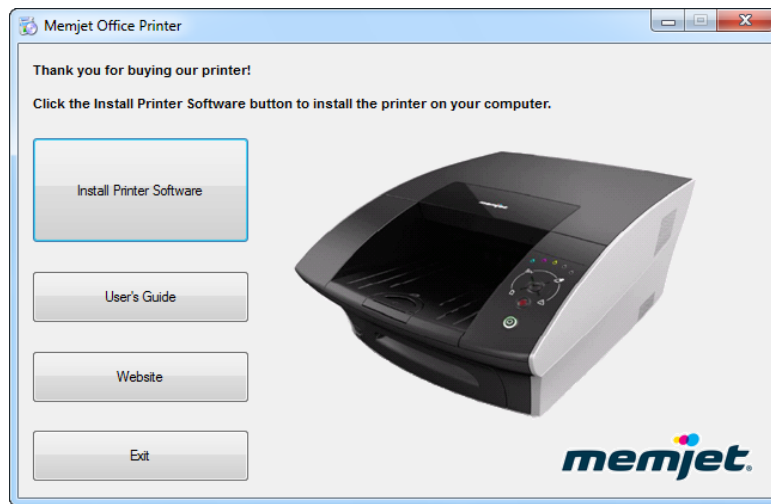 Memjet Office Printer
Thank you for buying our printer!
Click the Install Printer Software button to install the printer on your computer.
Install Printer Software
memjet
User's Guide
Website
Exit
memjet.